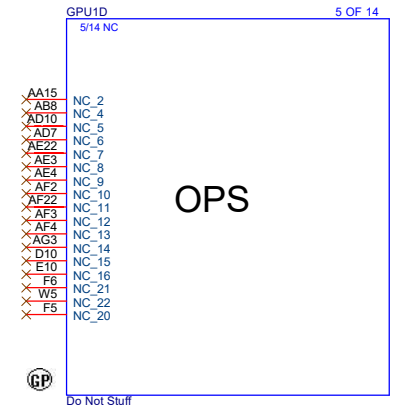 GPU1D 5 OF 14
5/14 NC
AA15 NC_2
AB8 NC_4
AD10 NC_5
AD7 NC_6
AE22 NC_7
AE3 NC_8
AE4 NC_9
AF2 NC_10
AF22 NC_11
AF3 NC_12
AF4 NC_13
AG3 NC_14
D10 NC_15
E10 NC_16
F6 NC_21
W5 NC_22
F5 NC_20
OPS
GP
Do Not Stuff